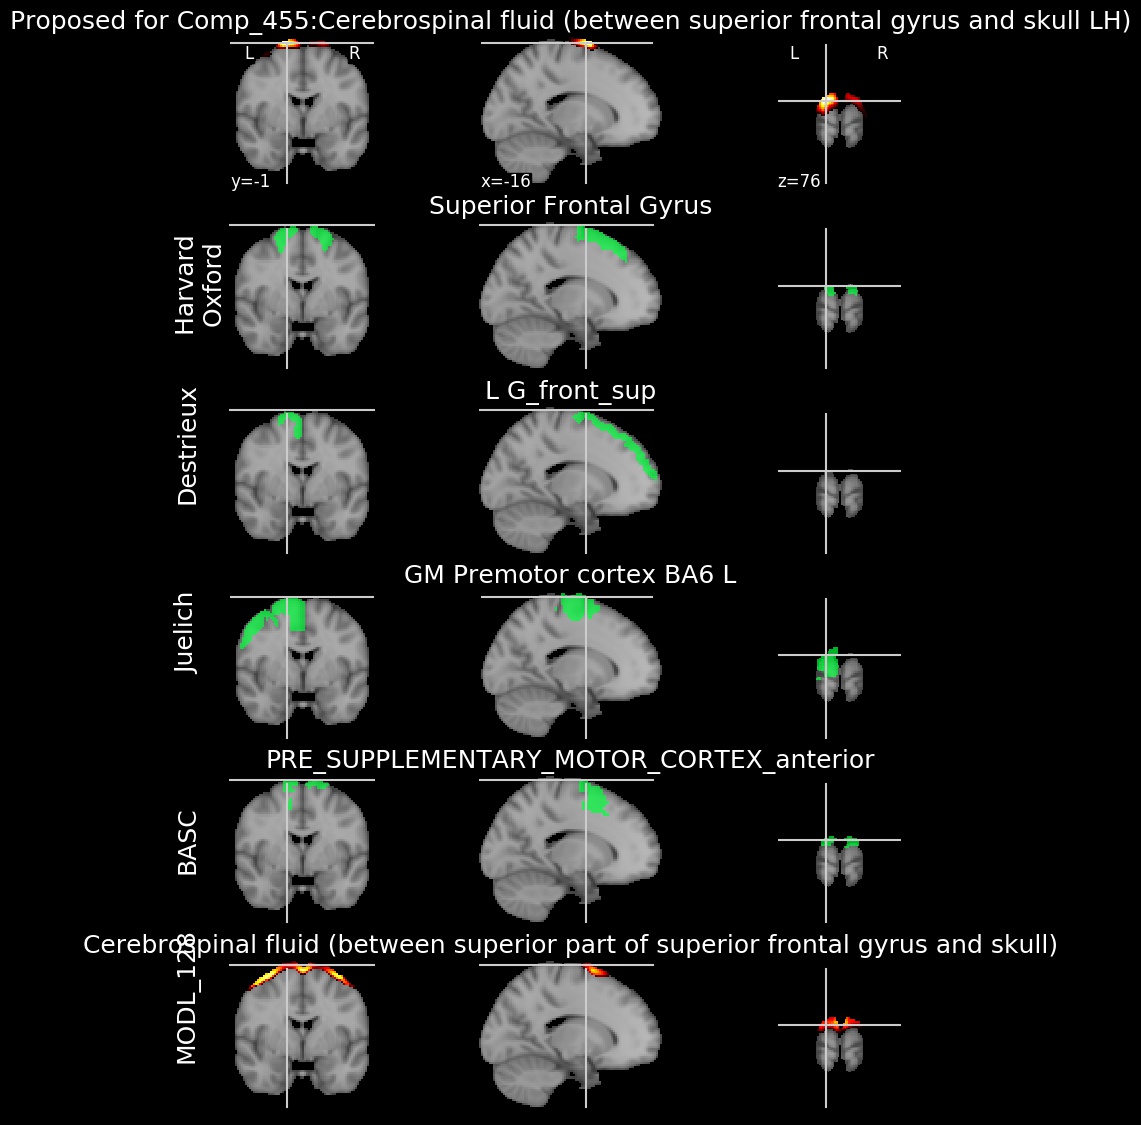 Proposed for Comp_455:Cerebrospinal fluid (between superior frontal gyrus and skull LH)
L R
L R
y=-1
x=-16
z=76
Superior Frontal Gyrus
Harvard
Oxford
L G_front_sup
Destrieux
GM Premotor cortex BA6 L
Juelich
PRE_SUPPLEMENTARY_MOTOR_CORTEX_anterior
BASC
Cerebrospinal fluid (between superior part of superior frontal gyrus and skull)
MODL_128